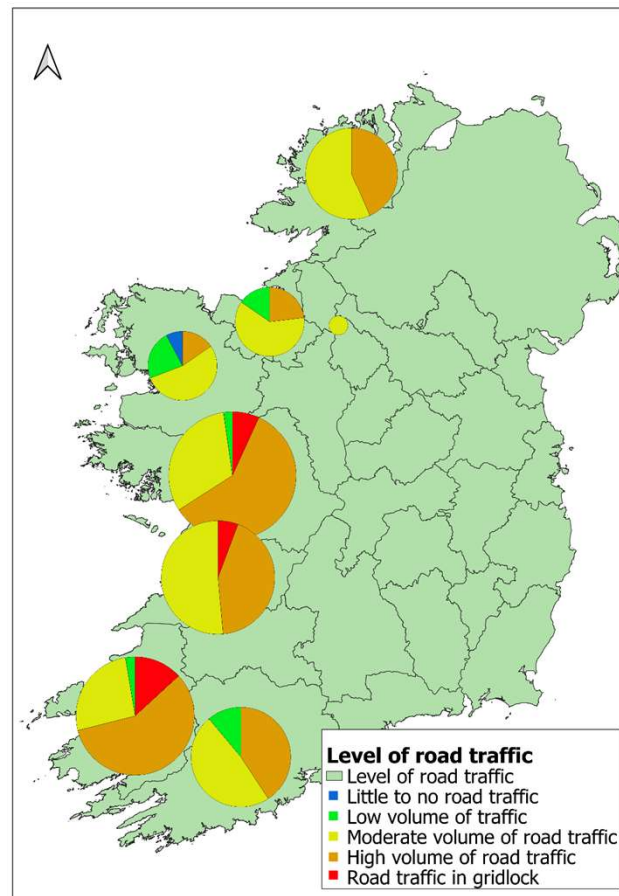 Level of road traffic
Level of road traffic
Little to no road traffic
Low volume of traffic
Moderate volume of road traffic
High volume of road traffic
Road traffic in gridlock